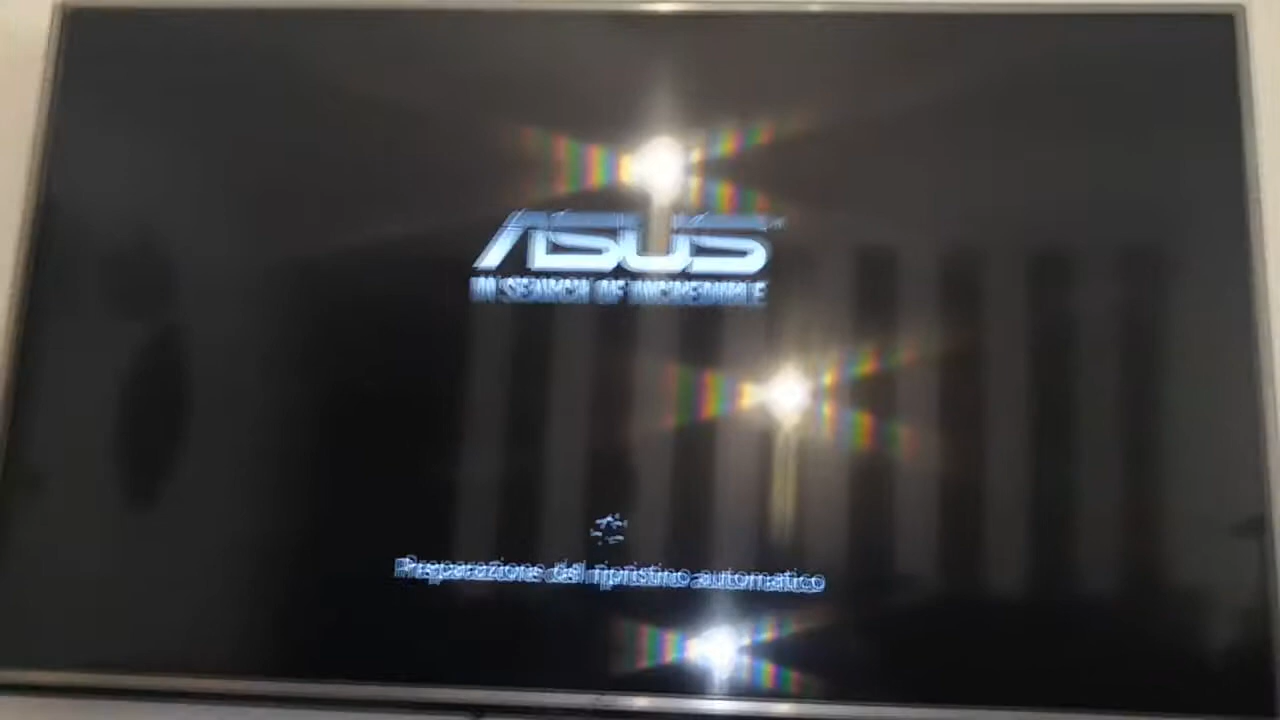 ASUS
IN SEARCH OF INCREDIBLE
Preparazione del ripristino automatico